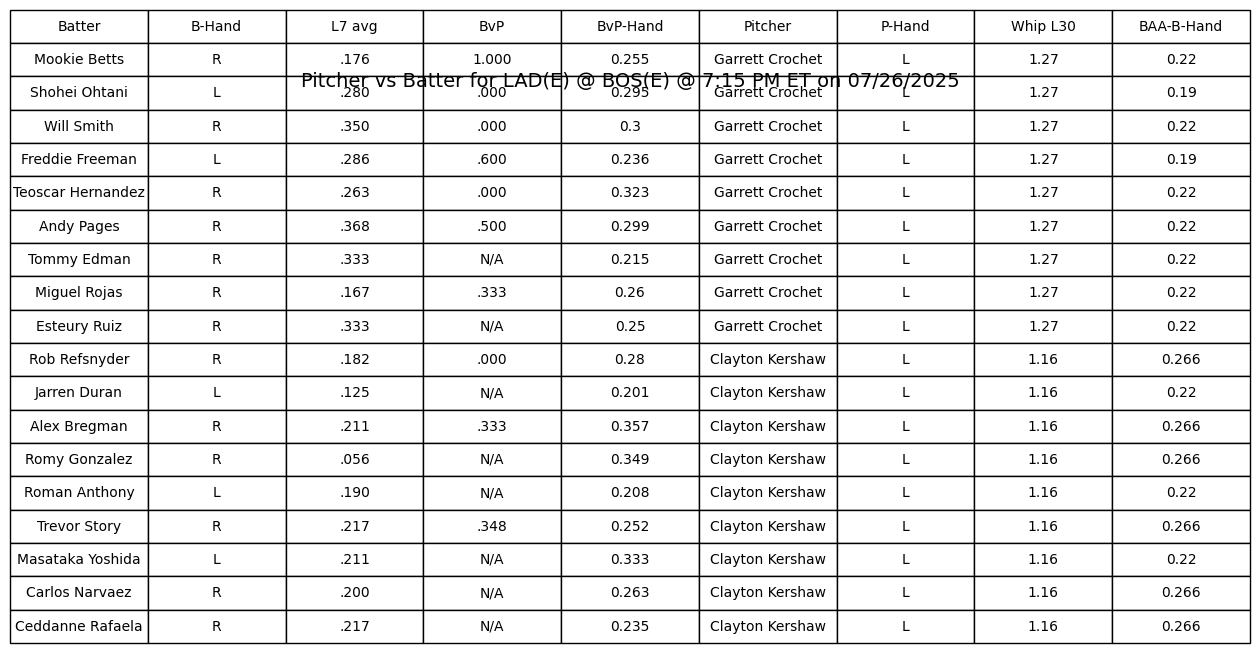 Batter B-Hand L7 avg BvP BvP-Hand Pitcher P-Hand Whip L30 BAA-B-Hand
Mookie Betts R .176 1.000 0.255 Garrett Crochet L 1.27 0.22
Pitcher vs Batter for LAD(E) @ BOS(E) @ 7:15 PM ET on 07/26/2025
Shohei Ohtani L .280 .000 0.295 Garrett Crochet L 1.27 0.19
Will Smith R .350 .000 0.3 Garrett Crochet L 1.27 0.22
Freddie Freeman L .286 .600 0.236 Garrett Crochet L 1.27 0.19
Teoscar Hernandez R .263 .000 0.323 Garrett Crochet L 1.27 0.22
Andy Pages R .368 .500 0.299 Garrett Crochet L 1.27 0.22
Tommy Edman R .333 N/A 0.215 Garrett Crochet L 1.27 0.22
Miguel Rojas R .167 .333 0.26 Garrett Crochet L 1.27 0.22
Esteury Ruiz R .333 N/A 0.25 Garrett Crochet L 1.27 0.22
Rob Refsnyder R .182 .000 0.28 Clayton Kershaw L 1.16 0.266
Jarren Duran L .125 N/A 0.201 Clayton Kershaw L 1.16 0.22
Alex Bregman R .211 .333 0.357 Clayton Kershaw L 1.16 0.266
Romy Gonzalez R .056 N/A 0.349 Clayton Kershaw L 1.16 0.266
Roman Anthony L .190 N/A 0.208 Clayton Kershaw L 1.16 0.22
Trevor Story R .217 .348 0.252 Clayton Kershaw L 1.16 0.266
Masataka Yoshida L .211 N/A 0.333 Clayton Kershaw L 1.16 0.22
Carlos Narvaez R .200 N/A 0.263 Clayton Kershaw L 1.16 0.266
Ceddanne Rafaela R .217 N/A 0.235 Clayton Kershaw L 1.16 0.266